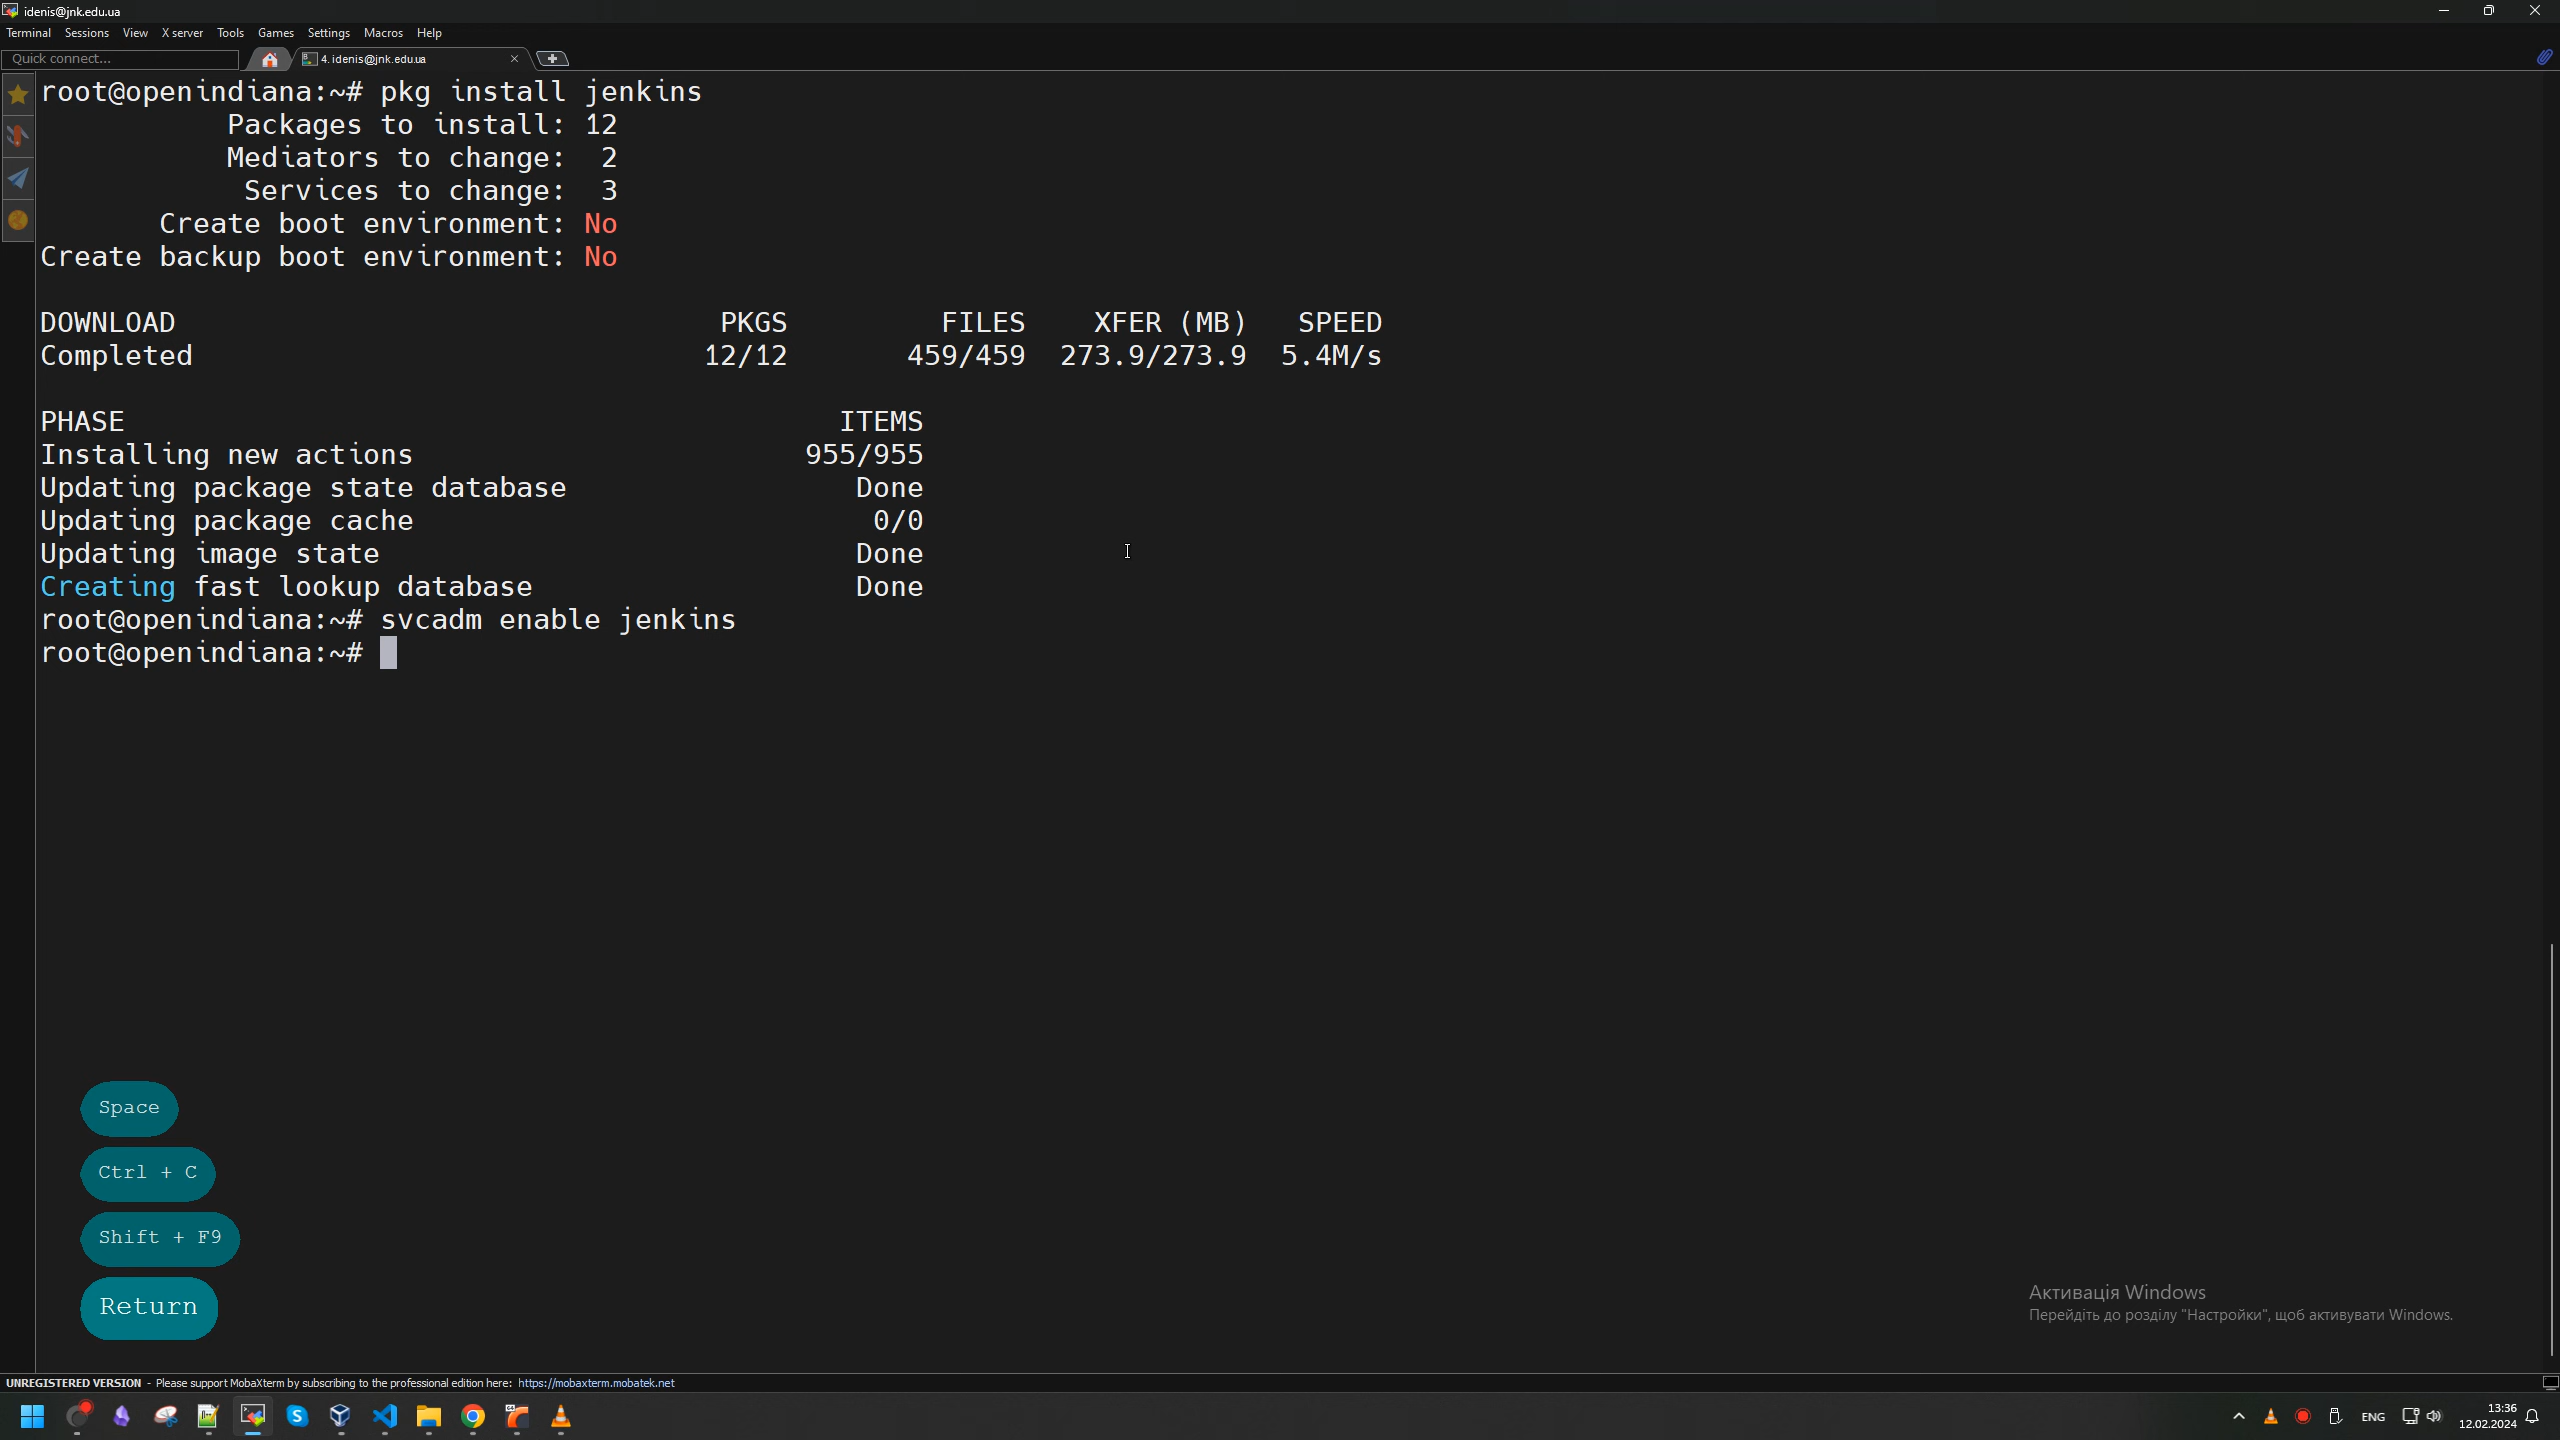 idenis@jnk.edu.ua
Terminal Sessions View X server Tools Games Settings Macros Help
Quick connect... 4. idenis@jnk.edu.ua
root@openindiana:~# pkg install jenkins
Packages to install: 12
Mediators to change: 2
Services to change: 3
Create boot environment: No
Create backup boot environment: No
DOWNLOAD PKGS FILES XFER (MB) SPEED
Completed 12/12 459/459 273.9/273.9 5.4M/s
PHASE ITEMS
Installing new actions 955/955
Updating package state database Done
Updating package cache 0/0
Updating image state Done
Creating fast lookup database Done
root@openindiana:~# svcadm enable jenkins
root@openindiana:~#
Space
Ctrl + C
Shift + F9
Return
Активація Windows
Перейдіть до розділу "Настройки", щоб активувати Windows.
UNREGISTERED VERSION - Please support MobaXterm by subscribing to the professional edition here: https://mobaxterm.mobatek.net
ENG
13:36
12.02.2024